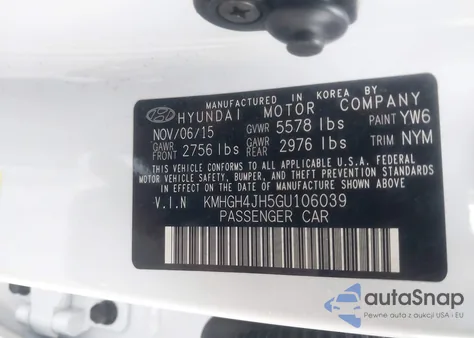 MANUFACTURED IN KOREA BY
HYUNDAI MOTOR COMPANY
NOV/06/15 GVWR 5578 lbs PAINT YW6
GAWR FRONT 2756 lbs GAWR REAR 2976 lbs TRIM NYM
THIS VEHICLE CONFORMS TO ALL APPLICABLE U.S.A. FEDERAL
MOTOR VEHICLE SAFETY, BUMPER, AND THEFT PREVENTION STANDARDS
IN EFFECT ON THE DATE OF MANUFACTURE SHOWN ABOVE.
V.I.N KMHGH4JH5GU106039
PASSENGER CAR
autoSnap
Pewne auta z aukcji USA i EU